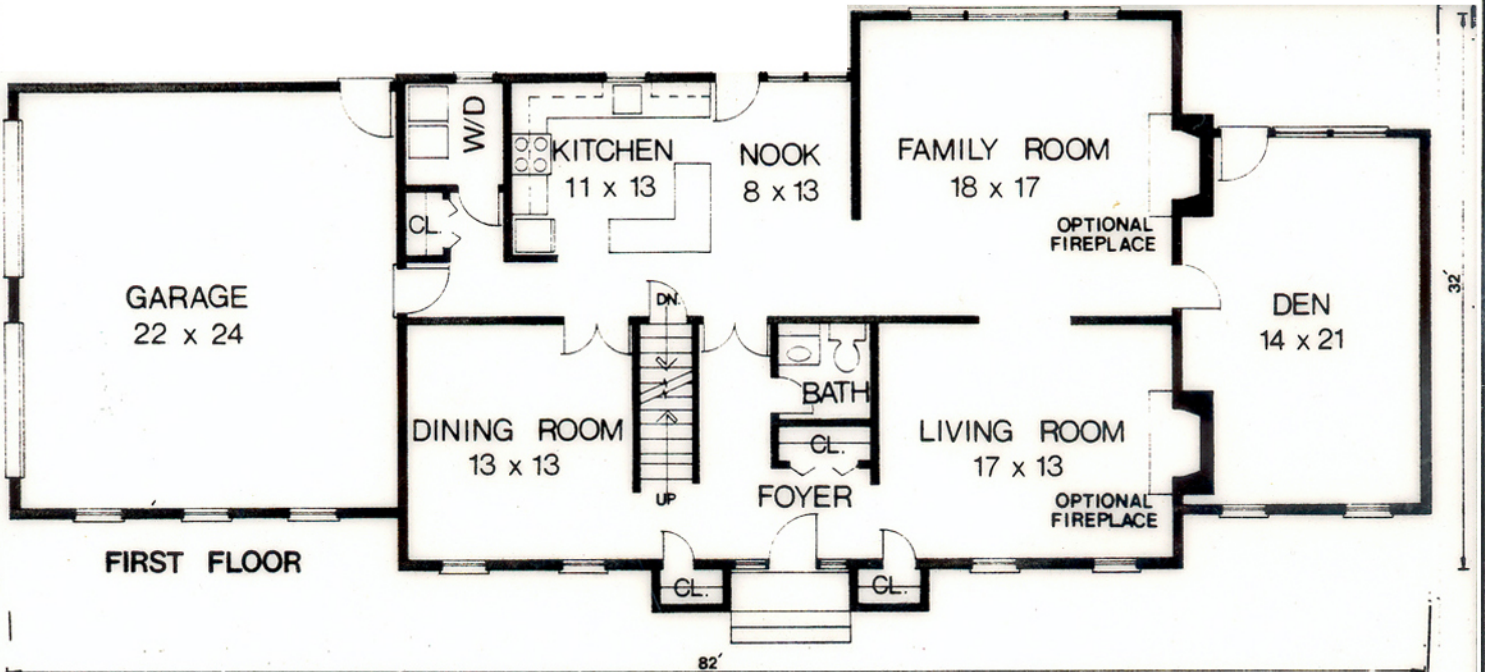 W/D
KITCHEN
11 x 13
NOOK
8 x 13
FAMILY ROOM
18 x 17
OPTIONAL
FIREPLACE
CL.
GARAGE
22 x 24
DN.
DEN
14 x 21
32'
BATH
DINING ROOM
13 x 13
CL.
LIVING ROOM
17 x 13
UP
FOYER
OPTIONAL
FIREPLACE
FIRST FLOOR
CL.
CL.
82'